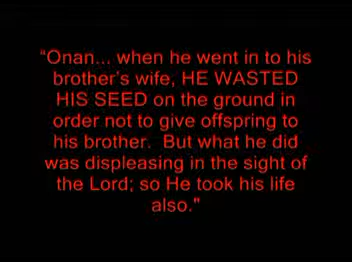 “Onan... when he went in to his
brother's wife, HE WASTED
HIS SEED on the ground in
order not to give offspring to
his brother.  But what he did
was displeasing in the sight of
the Lord; so He took his life
also."